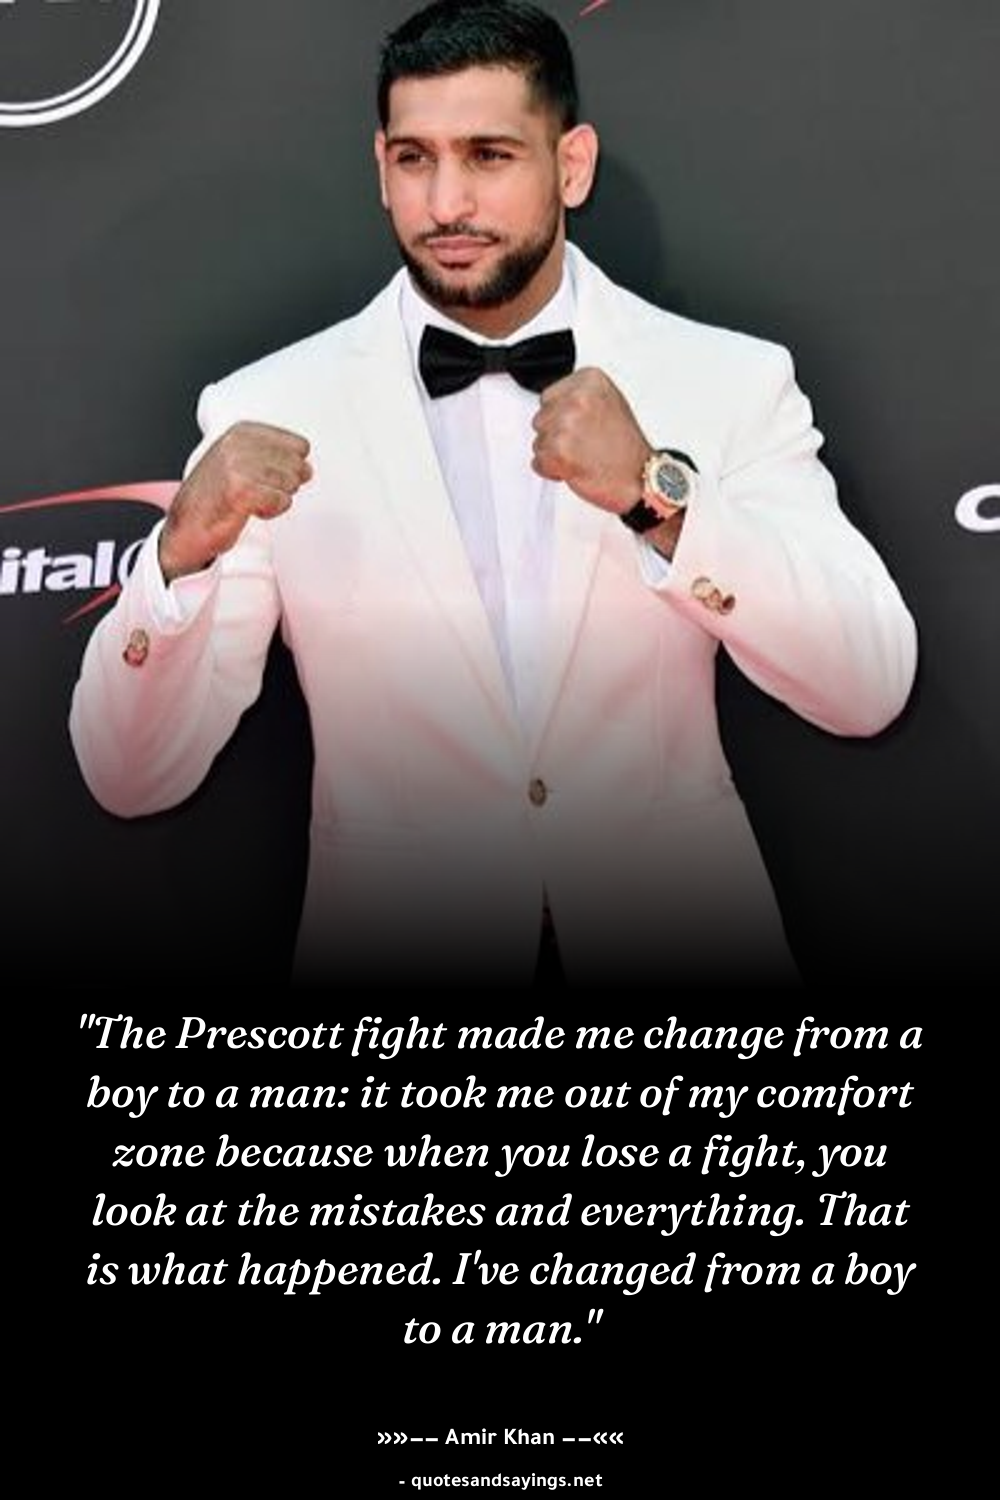 ital
c
"The Prescott fight made me change from a
boy to a man: it took me out of my comfort
zone because when you lose a fight, you
look at the mistakes and everything. That
is what happened. I've changed from a boy
to a man."
»»–– Amir Khan ––««
- quotesandsayings.net